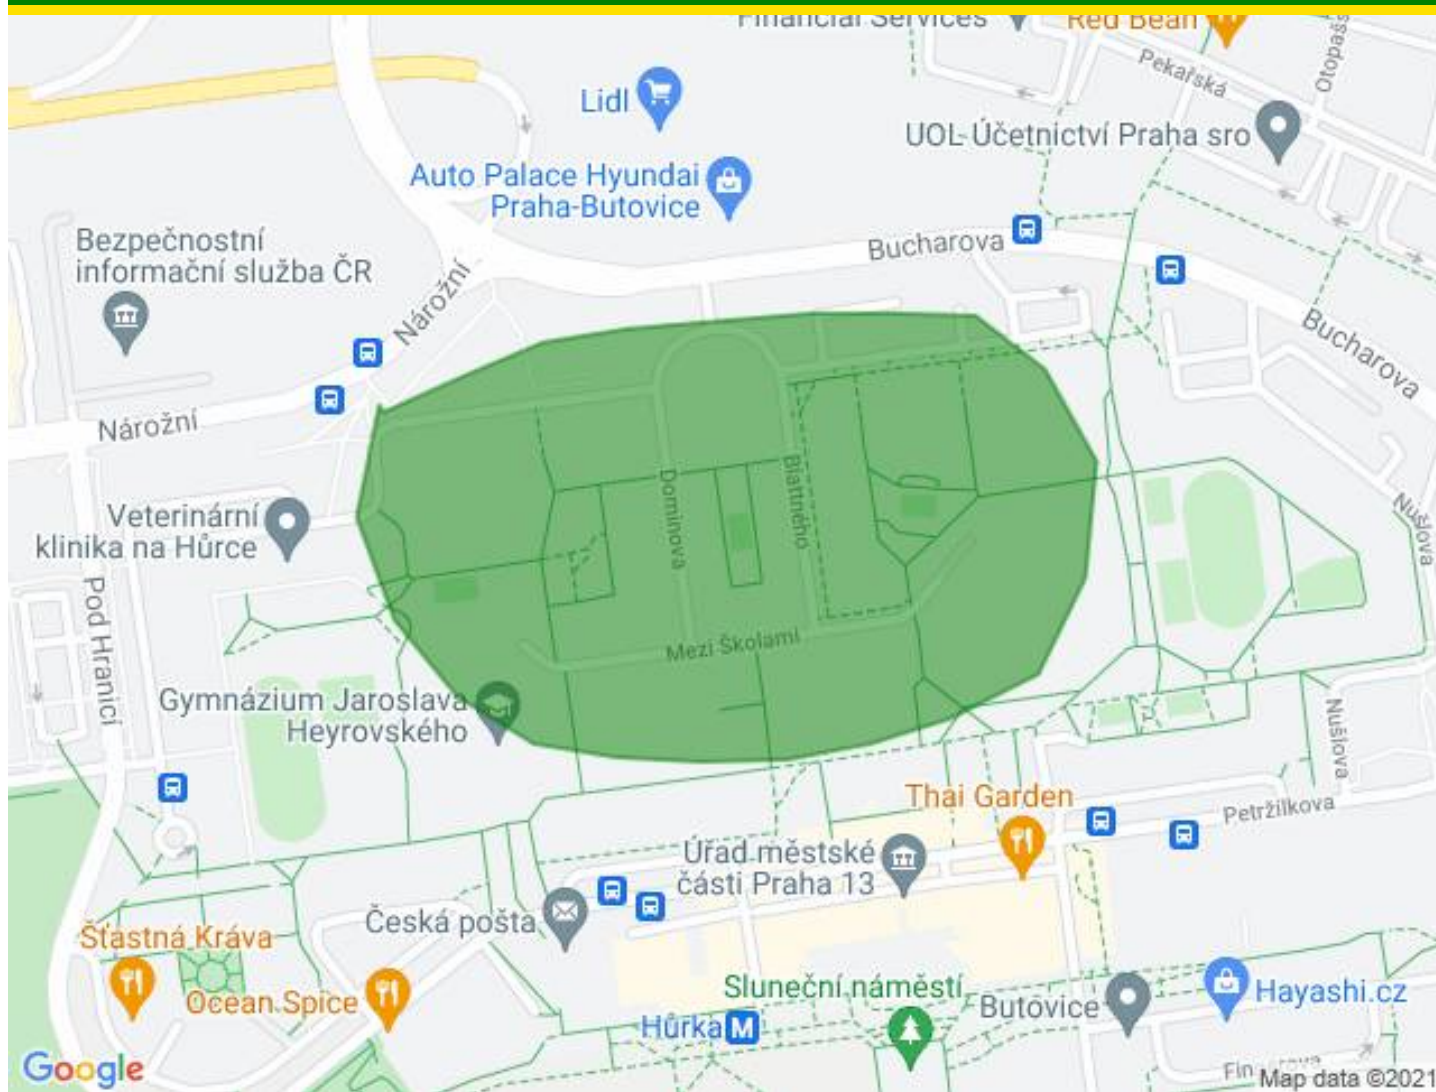 Financial Services
Red Bean
Pekařská
Otopašs
Lidl
UOL-Účetnictví Praha sro
Auto Palace Hyundai
Praha-Butovice
Bezpečnostní
informační služba ČR
Bucharova
Nárožní
Bucharova
Nárožní
Veterinární
klinika na Hůrce
Dominova
Blattného
Nušlova
Pod Hranicí
Mezi Školami
Gymnázium Jaroslava
Heyrovského
Nušlova
Thai Garden
Petržilkova
Úřad městské
části Praha 13
Česká pošta
Šťastná Kráva
Ocean Spice
Sluneční náměstí
Butovice
Hayashi.cz
Hůrka M
Google
Map data ©2021